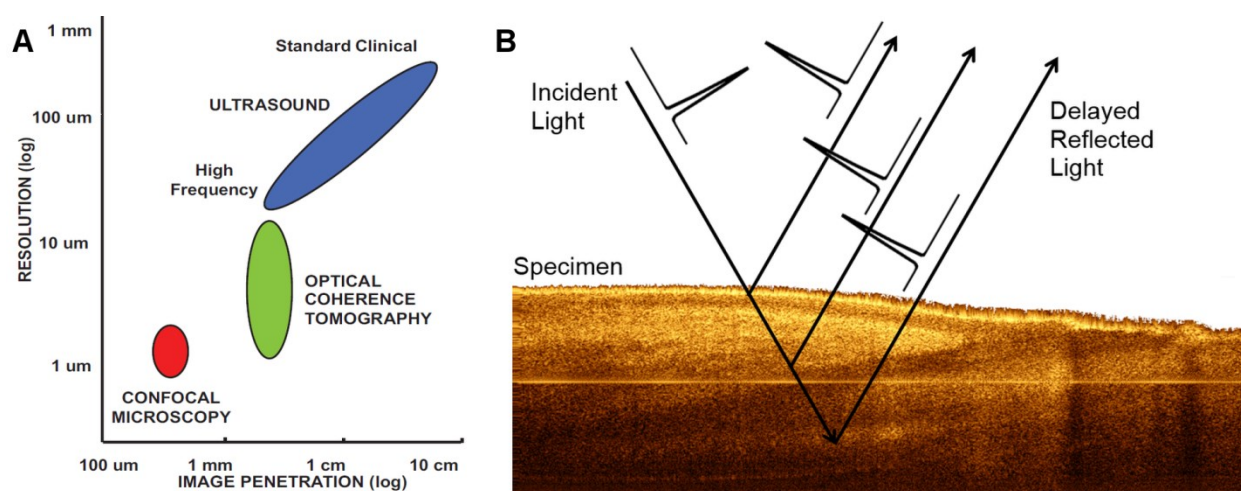 A
1 mm
100 um
10 um
1 um
RESOLUTION (log)
Standard Clinical
ULTRASOUND
High
Frequency
OPTICAL
COHERENCE
TOMOGRAPHY
CONFOCAL
MICROSCOPY
100 um
1 mm
1 cm
10 cm
IMAGE PENETRATION (log)
B
Incident
Light
Delayed
Reflected
Light
Specimen